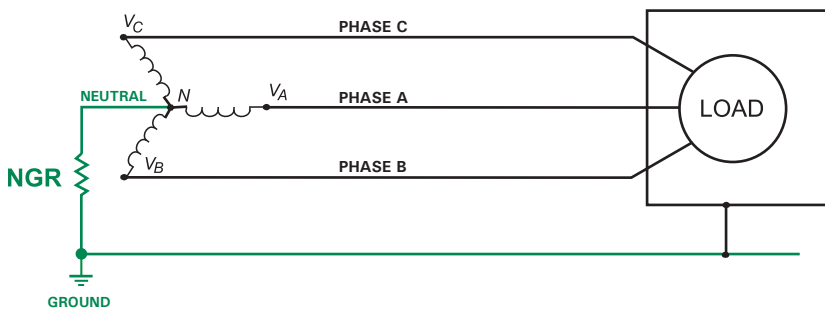 VC
PHASE C
NEUTRAL
N
VA
PHASE A
LOAD
NGR
VB
PHASE B
GROUND